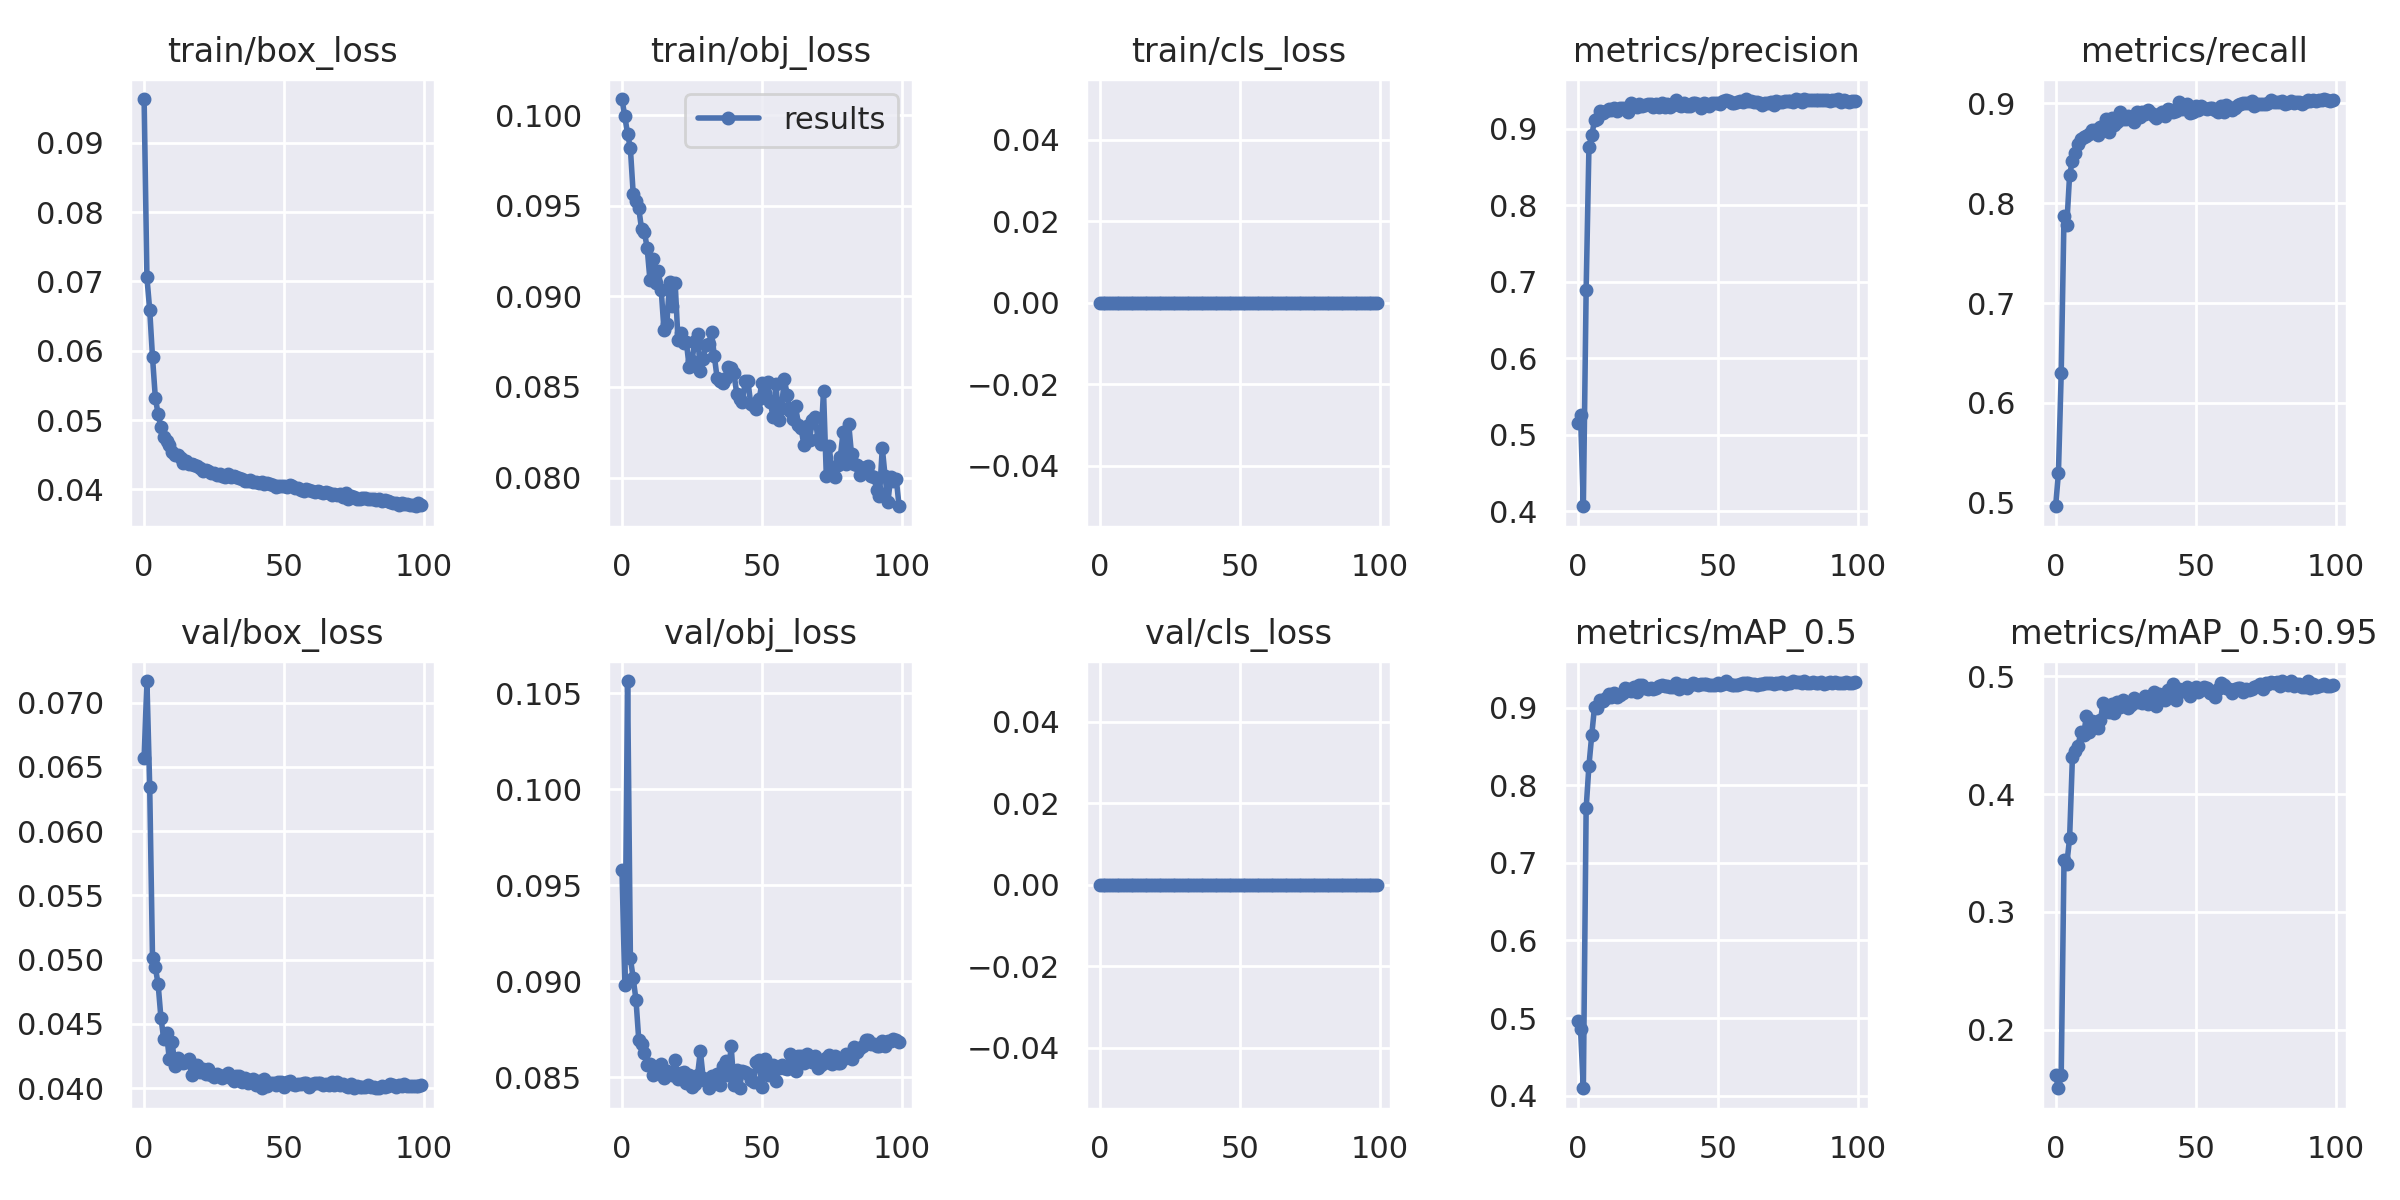 train/box_loss
0.09
0.08
0.07
0.06
0.05
0.04
0 50 100
train/obj_loss
results
0.100
0.095
0.090
0.085
0.080
0 50 100
train/cls_loss
0.04
0.02
0.00
−0.02
−0.04
0 50 100
metrics/precision
0.9
0.8
0.7
0.6
0.5
0.4
0 50 100
metrics/recall
0.9
0.8
0.7
0.6
0.5
0 50 100
val/box_loss
0.070
0.065
0.060
0.055
0.050
0.045
0.040
0 50 100
val/obj_loss
0.105
0.100
0.095
0.090
0.085
0 50 100
val/cls_loss
0.04
0.02
0.00
−0.02
−0.04
0 50 100
metrics/mAP_0.5
0.9
0.8
0.7
0.6
0.5
0.4
0 50 100
metrics/mAP_0.5:0.95
0.5
0.4
0.3
0.2
0 50 100